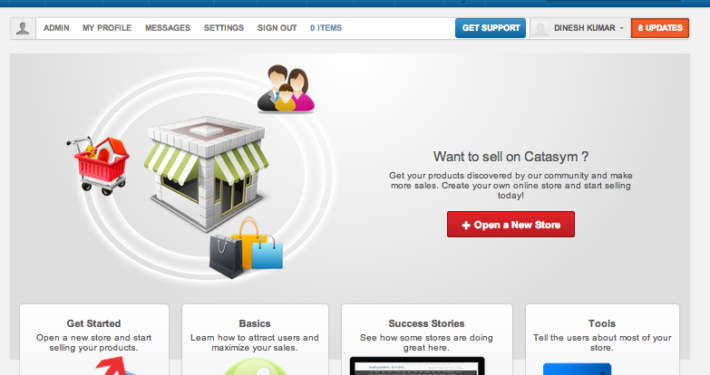 ADMIN MY PROFILE MESSAGES SETTINGS SIGN OUT 0 ITEMS GET SUPPORT DINESH KUMAR 8 UPDATES
Want to sell on Catasym ?
Get your products discovered by our community and make
more sales. Create your own online store and start selling
today!
+ Open a New Store
Get Started
Open a new store and start
selling your products.
Basics
Learn how to attract users and
maximize your sales.
Success Stories
See how some stores are doing
great here.
Tools
Tell the users about most of your
store.